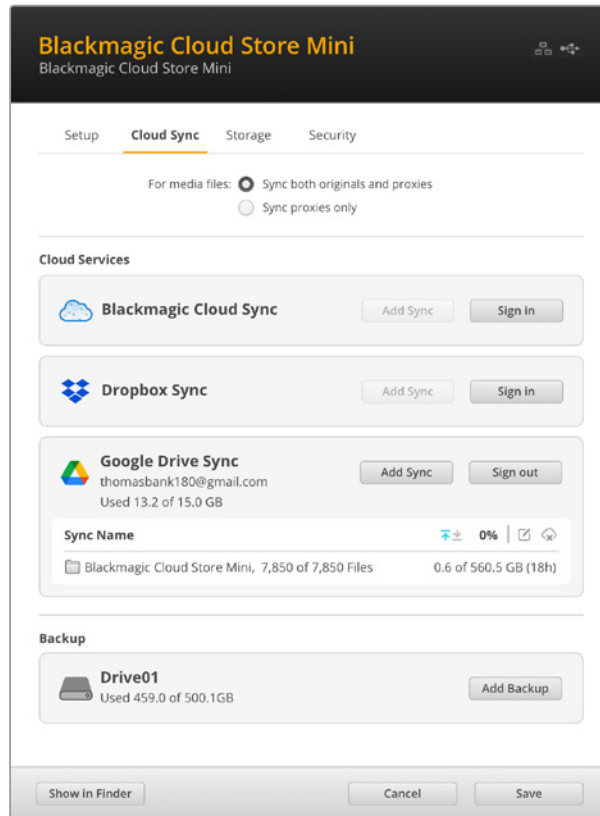 Blackmagic Cloud Store Mini
Blackmagic Cloud Store Mini
Setup Cloud Sync Storage Security
For media files: Sync both originals and proxies
Sync proxies only
Cloud Services
Blackmagic Cloud Sync Add Sync Sign in
Dropbox Sync Add Sync Sign in
Google Drive Sync Add Sync Sign out
thomasbank180@gmail.com
Used 13.2 of 15.0 GB
Sync Name 0%
Blackmagic Cloud Store Mini, 7,850 of 7,850 Files 0.6 of 560.5 GB (18h)
Backup
Drive01
Used 459.0 of 500.1GB
Add Backup
Show in Finder Cancel Save